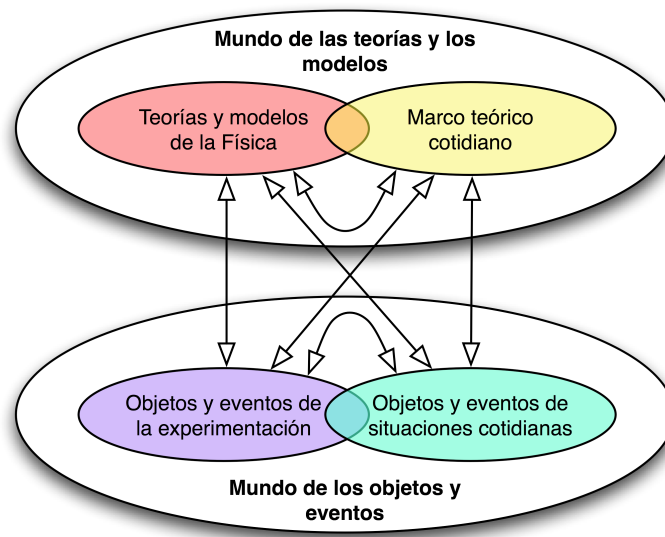 Mundo de las teorías y los
modelos
Teorías y modelos
de la Física
Marco teórico
cotidiano
Objetos y eventos de
la experimentación
Objetos y eventos de
situaciones cotidianas
Mundo de los objetos y
eventos